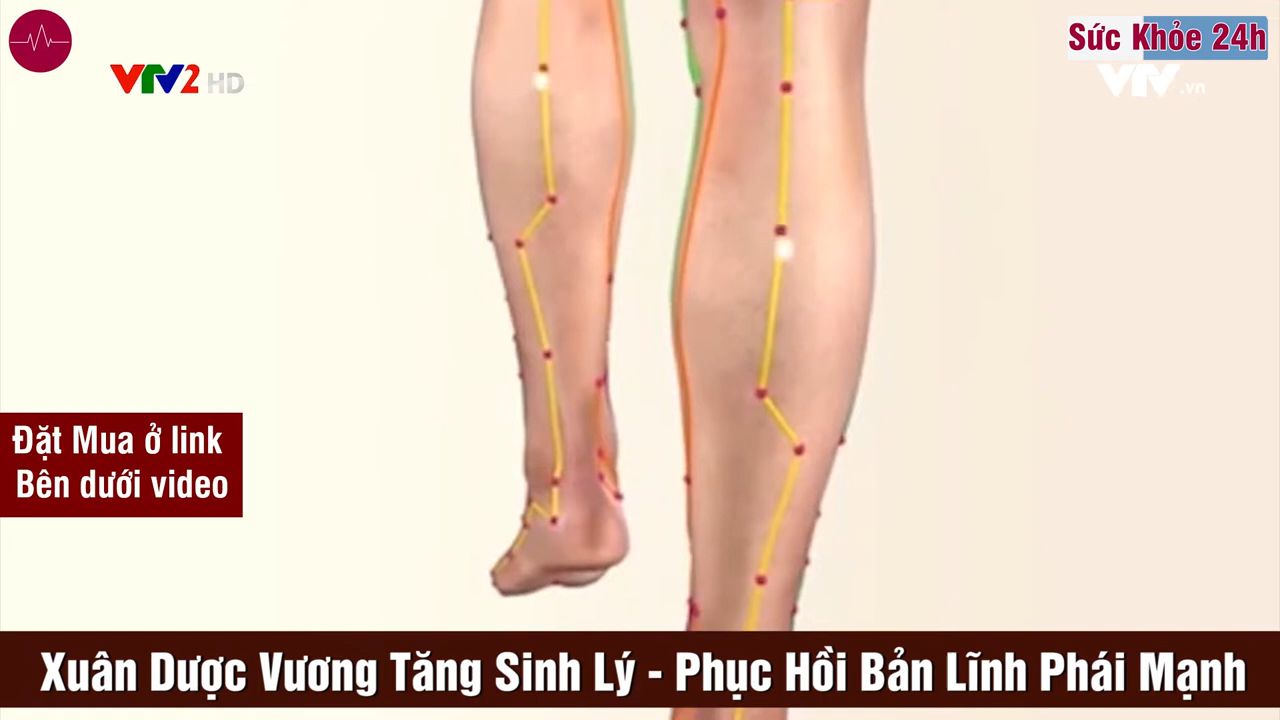 Sức Khỏe 24h
VTV2 HD
VTV.vn
Đặt Mua ở link
Bên dưới video
Xuân Dược Vương Tăng Sinh Lý - Phục Hồi Bản Lĩnh Phái Mạnh